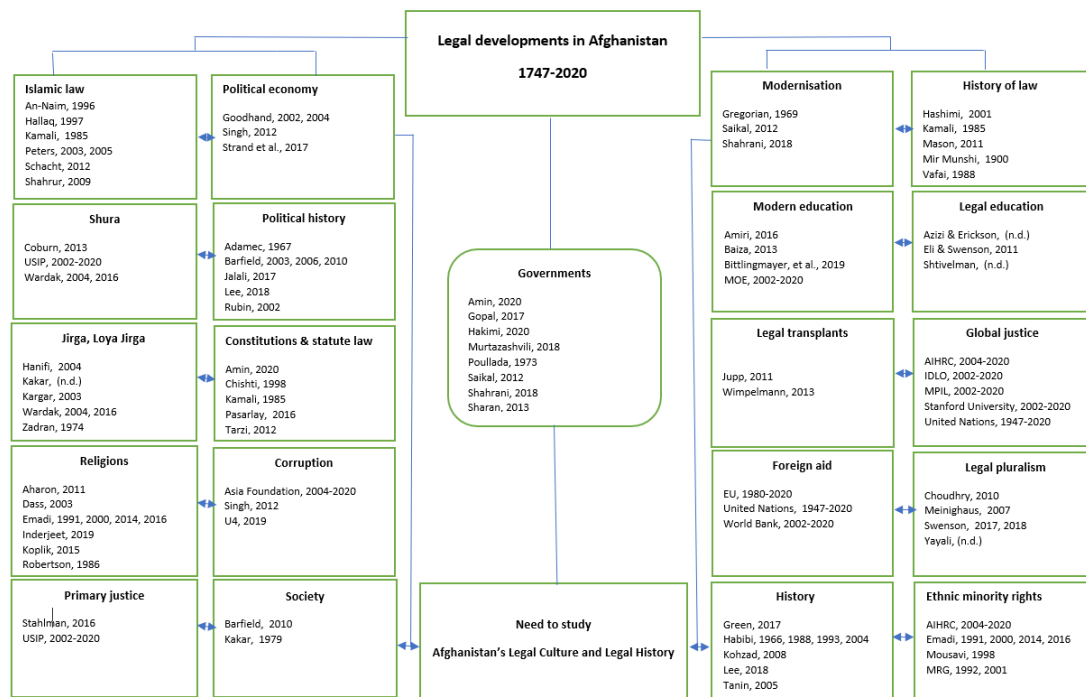 Legal developments in Afghanistan
1747-2020
Islamic law
An-Naim, 1996
Hallaq, 1997
Kamali, 1985
Peters, 2003, 2005
Schacht, 2012
Shahrur, 2009
Political economy
Goodhand, 2002, 2004
Singh, 2012
Strand et al., 2017
Shura
Coburn, 2013
USIP, 2002-2020
Wardak, 2004, 2016
Political history
Adamec, 1967
Barfield, 2003, 2006, 2010
Jalali, 2017
Lee, 2018
Rubin, 2002
Jirga, Loya Jirga
Hanifi, 2004
Kakar, (n.d.)
Kargar, 2003
Wardak, 2004, 2016
Zadran, 1974
Constitutions & statute law
Amin, 2020
Chishti, 1998
Kamali, 1985
Pasarlay, 2016
Tarzi, 2012
Religions
Aharon, 2011
Dass, 2003
Emadi, 1991, 2000, 2014, 2016
Inderjeet, 2019
Koplik, 2015
Robertson, 1986
Corruption
Asia Foundation, 2004-2020
Singh, 2012
U4, 2019
Primary justice
Stahlman, 2016
USIP, 2002-2020
Society
Barfield, 2010
Kakar, 1979
Governments
Amin, 2020
Gopal, 2017
Hakimi, 2020
Murtazashvili, 2018
Poullada, 1973
Saikal, 2012
Shahrani, 2018
Sharan, 2013
Need to study
Afghanistan's Legal Culture and Legal History
Modernisation
Gregorian, 1969
Saikal, 2012
Shahrani, 2018
History of law
Hashimi, 2001
Kamali, 1985
Mason, 2011
Mir Munshi, 1900
Vafai, 1988
Modern education
Amiri, 2016
Baiza, 2013
Bittlingmayer, et al., 2019
MOE, 2002-2020
Legal education
Azizi & Erickson, (n.d.)
Eli & Swenson, 2011
Shtivelman, (n.d.)
Legal transplants
Jupp, 2011
Wimpelmann, 2013
Global justice
AIHRC, 2004-2020
IDLO, 2002-2020
MPIL, 2002-2020
Stanford University, 2002-2020
United Nations, 1947-2020
Foreign aid
EU, 1980-2020
United Nations, 1947-2020
World Bank, 2002-2020
Legal pluralism
Choudhry, 2010
Meinighaus, 2007
Swenson, 2017, 2018
Yayali, (n.d.)
History
Green, 2017
Habibi, 1966, 1988, 1993, 2004
Kohzad, 2008
Lee, 2018
Tanin, 2005
Ethnic minority rights
AIHRC, 2004-2020
Emadi, 1991, 2000, 2014, 2016
Mousavi, 1998
MRG, 1992, 2001